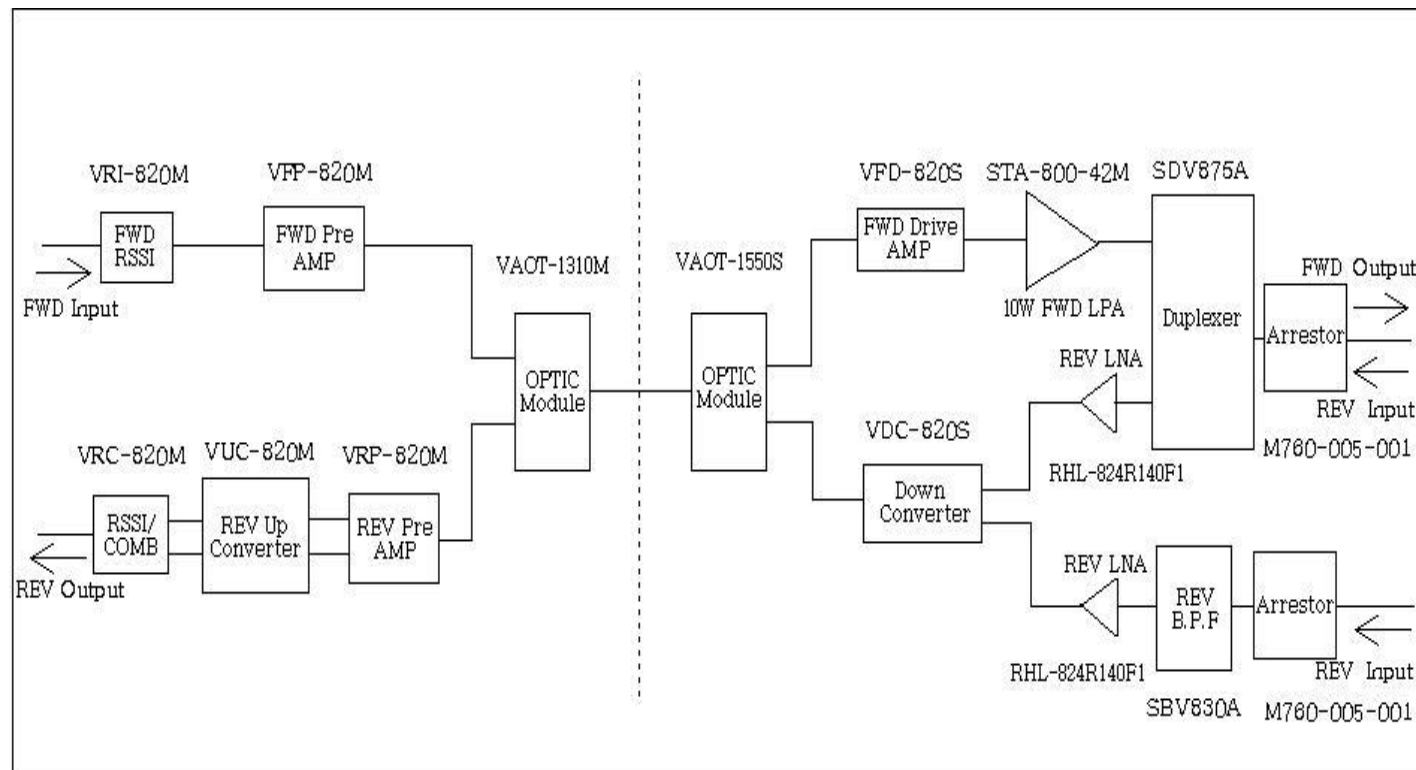 VRI-820M
VFP-820M
FWD
RSSI
FWD Pre
AMP
FWD Input
VAOT-1310M
OPTIC
Module
VRC-820M
VUC-820M
VRP-820M
RSSI/
COMB
REV Up
Converter
REV Pre
AMP
REV Output
VAOT-1550S
OPTIC
Module
VFD-820S
STA-800-42M
SDV875A
FWD Drive
AMP
10W FWD LPA
Duplexer
FWD Output
Arrestor
REV Input
M760-005-001
REV LNA
RHL-824R140F1
VDC-820S
Down
Converter
REV LNA
RHL-824R140F1
REV
B.P.F
SBV830A
Arrestor
REV Input
M760-005-001